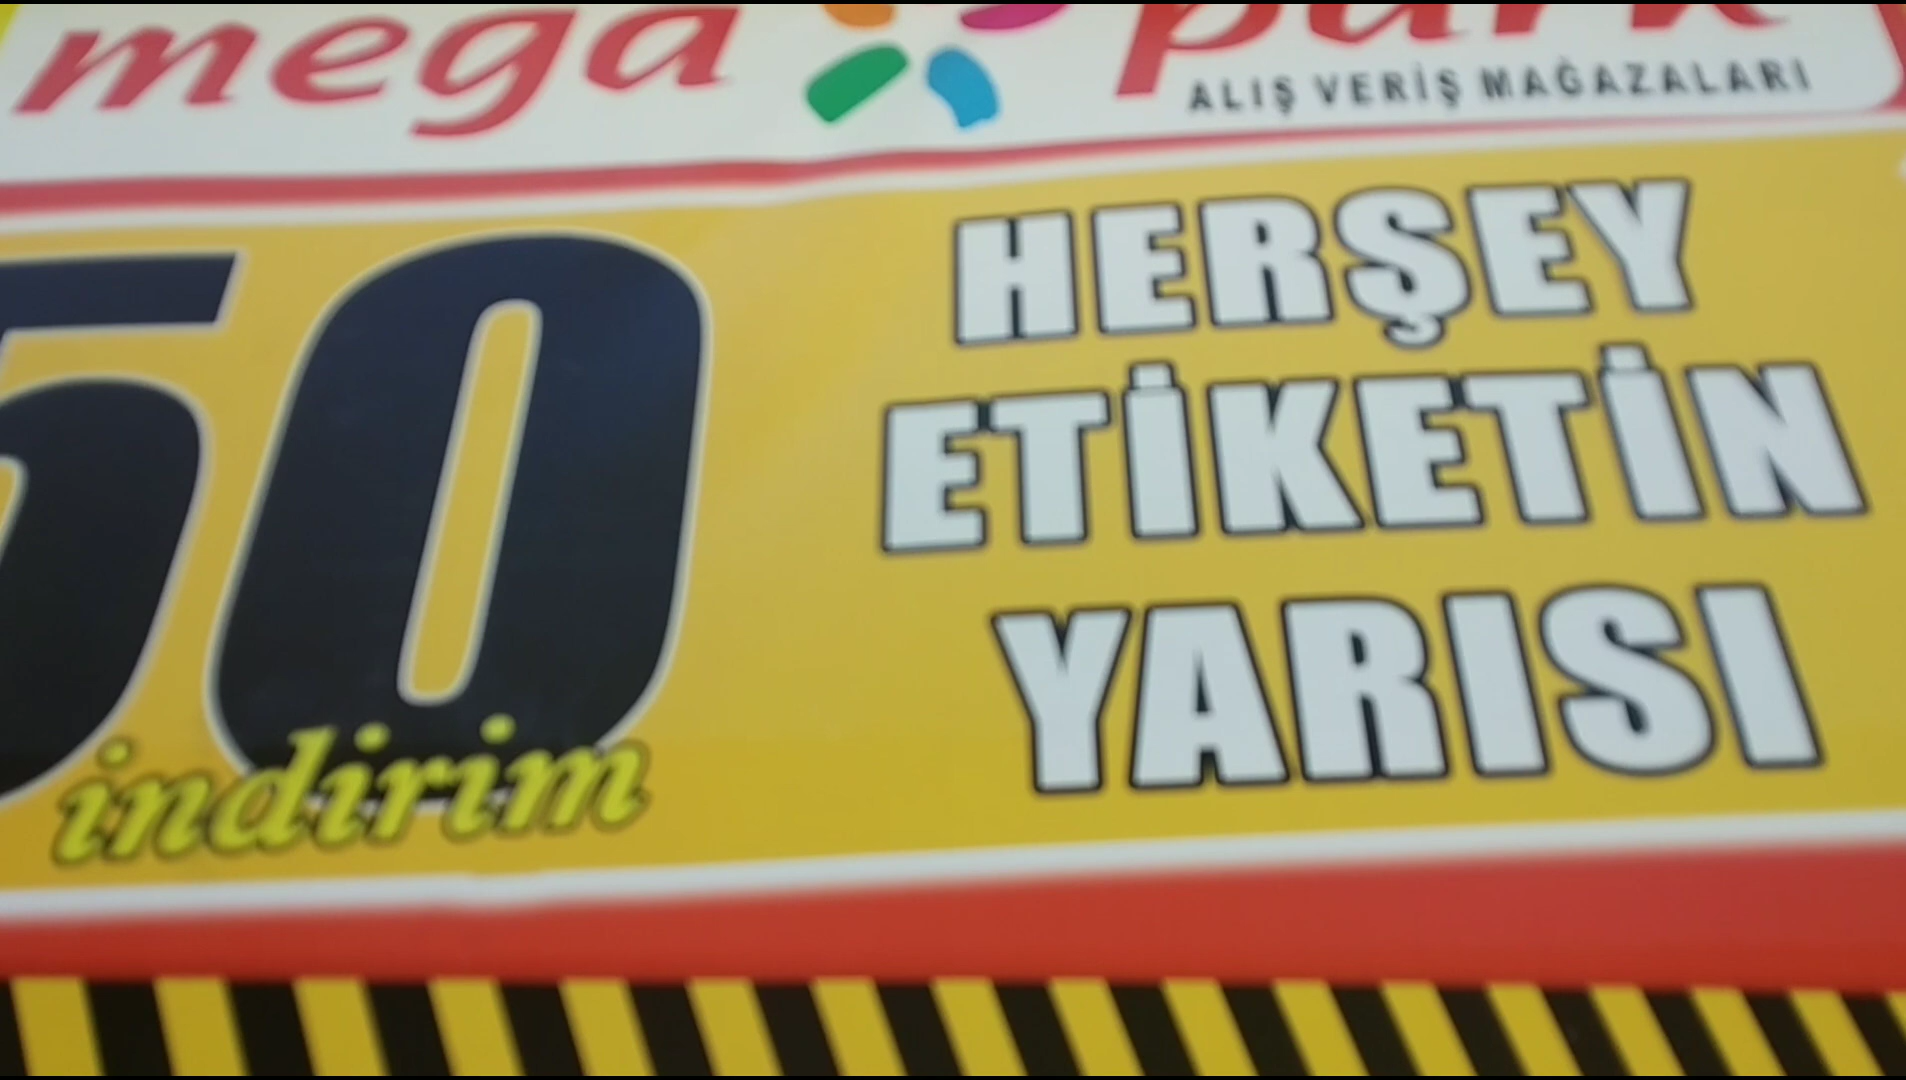 mega park
ALIŞ VERİŞ MAĞAZALARI
50
indirim
HERŞEY
ETİKETİN
YARISI